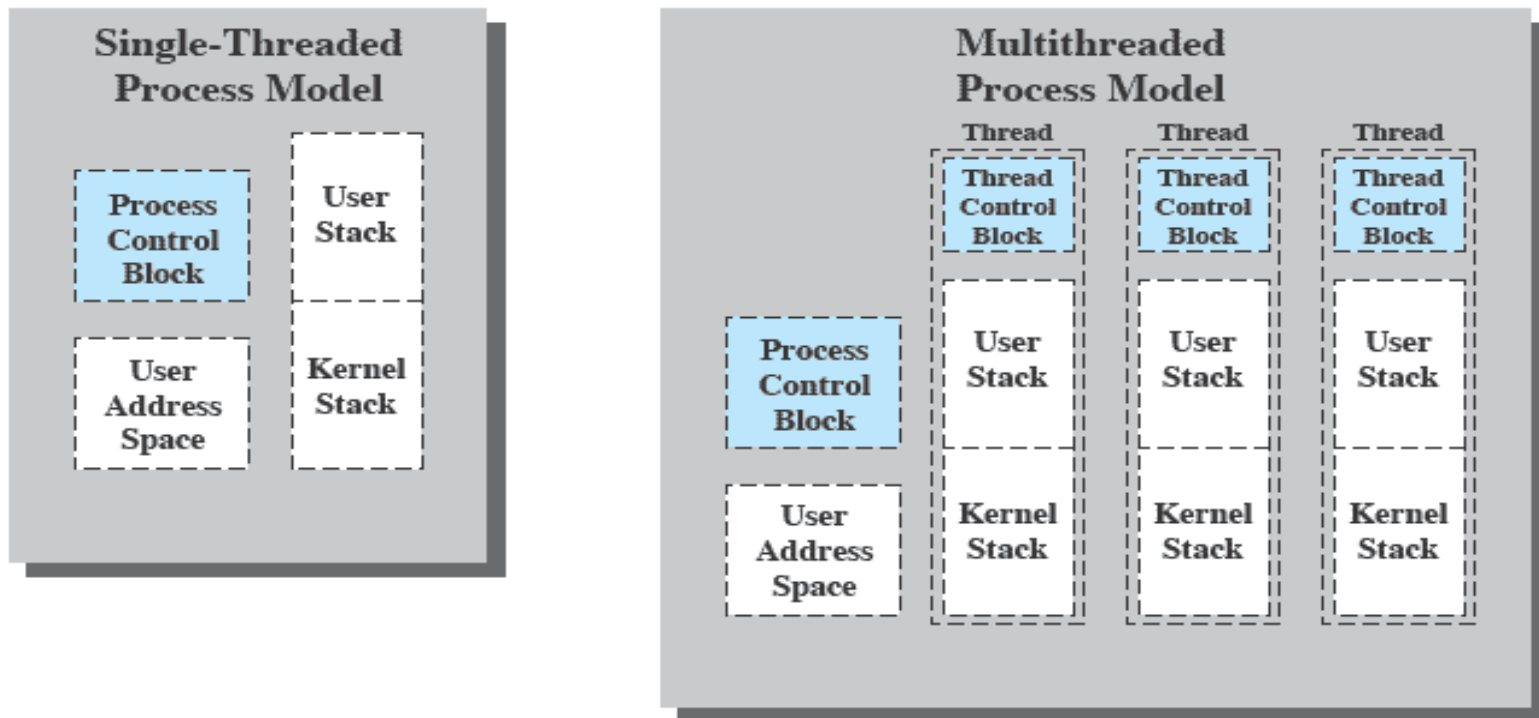 Single-Threaded
Process Model
Process
Control
Block
User
Address
Space
User
Stack
Kernel
Stack
Multithreaded
Process Model
Process
Control
Block
User
Address
Space
Thread
Thread
Control
Block
User
Stack
Kernel
Stack
Thread
Thread
Control
Block
User
Stack
Kernel
Stack
Thread
Thread
Control
Block
User
Stack
Kernel
Stack